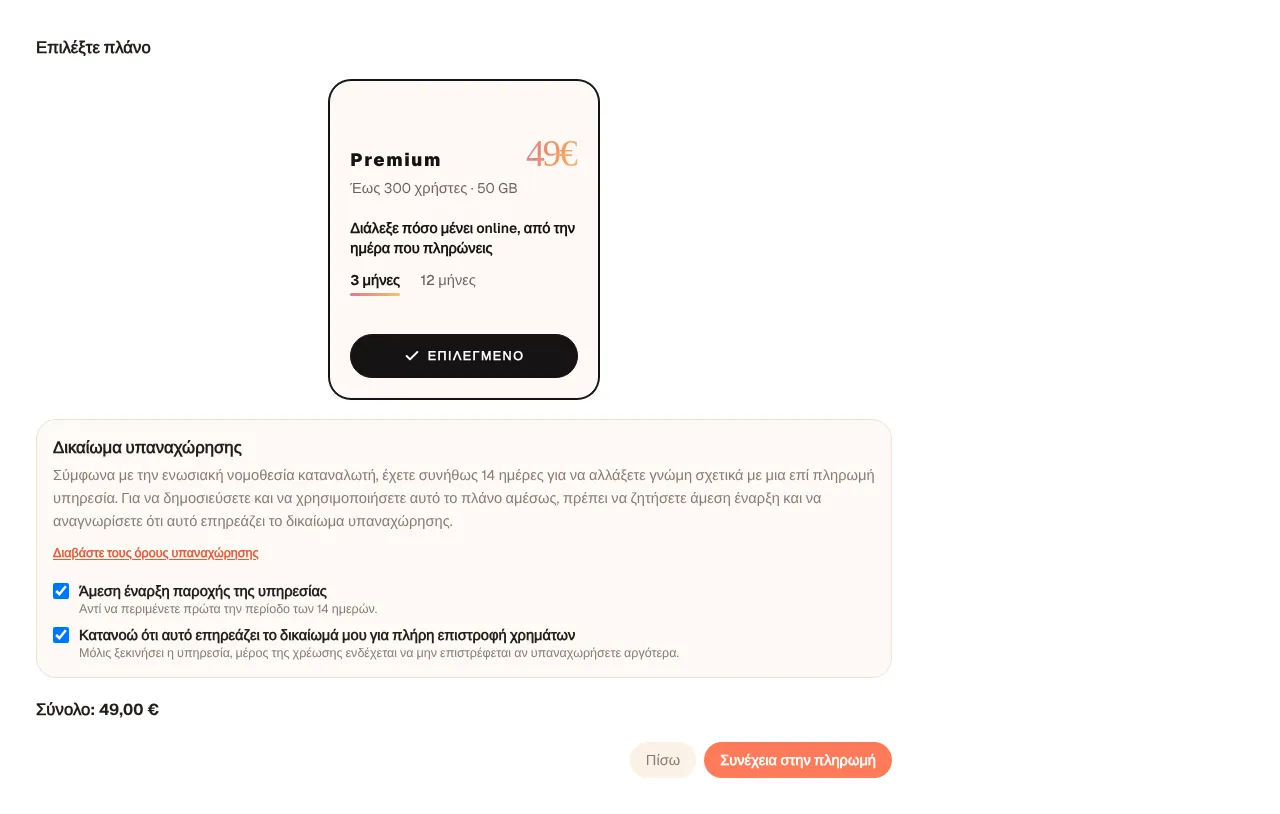 Επιλέξτε πλάνο
Premium 49€
Έως 300 χρήστες · 50 GB
Διάλεξε πόσο μένει online, από την
ημέρα που πληρώνεις
3 μήνες 12 μήνες
ΕΠΙΛΕΓΜΕΝΟ
Δικαίωμα υπαναχώρησης
Σύμφωνα με την ενωσιακή νομοθεσία καταναλωτή, έχετε συνήθως 14 ημέρες για να αλλάξετε γνώμη σχετικά με μια επί πληρωμή
υπηρεσία. Για να δημοσιεύσετε και να χρησιμοποιήσετε αυτό το πλάνο αμέσως, πρέπει να ζητήσετε άμεση έναρξη και να
αναγνωρίσετε ότι αυτό επηρεάζει το δικαίωμα υπαναχώρησης.
Διαβάστε τους όρους υπαναχώρησης
Άμεση έναρξη παροχής της υπηρεσίας
Αντί να περιμένετε πρώτα την περίοδο των 14 ημερών.
Κατανοώ ότι αυτό επηρεάζει το δικαίωμά μου για πλήρη επιστροφή χρημάτων
Μόλις ξεκινήσει η υπηρεσία, μέρος της χρέωσης ενδέχεται να μην επιστρέφεται αν υπαναχωρήσετε αργότερα.
Σύνολο: 49,00 €
Πίσω Συνέχεια στην πληρωμή